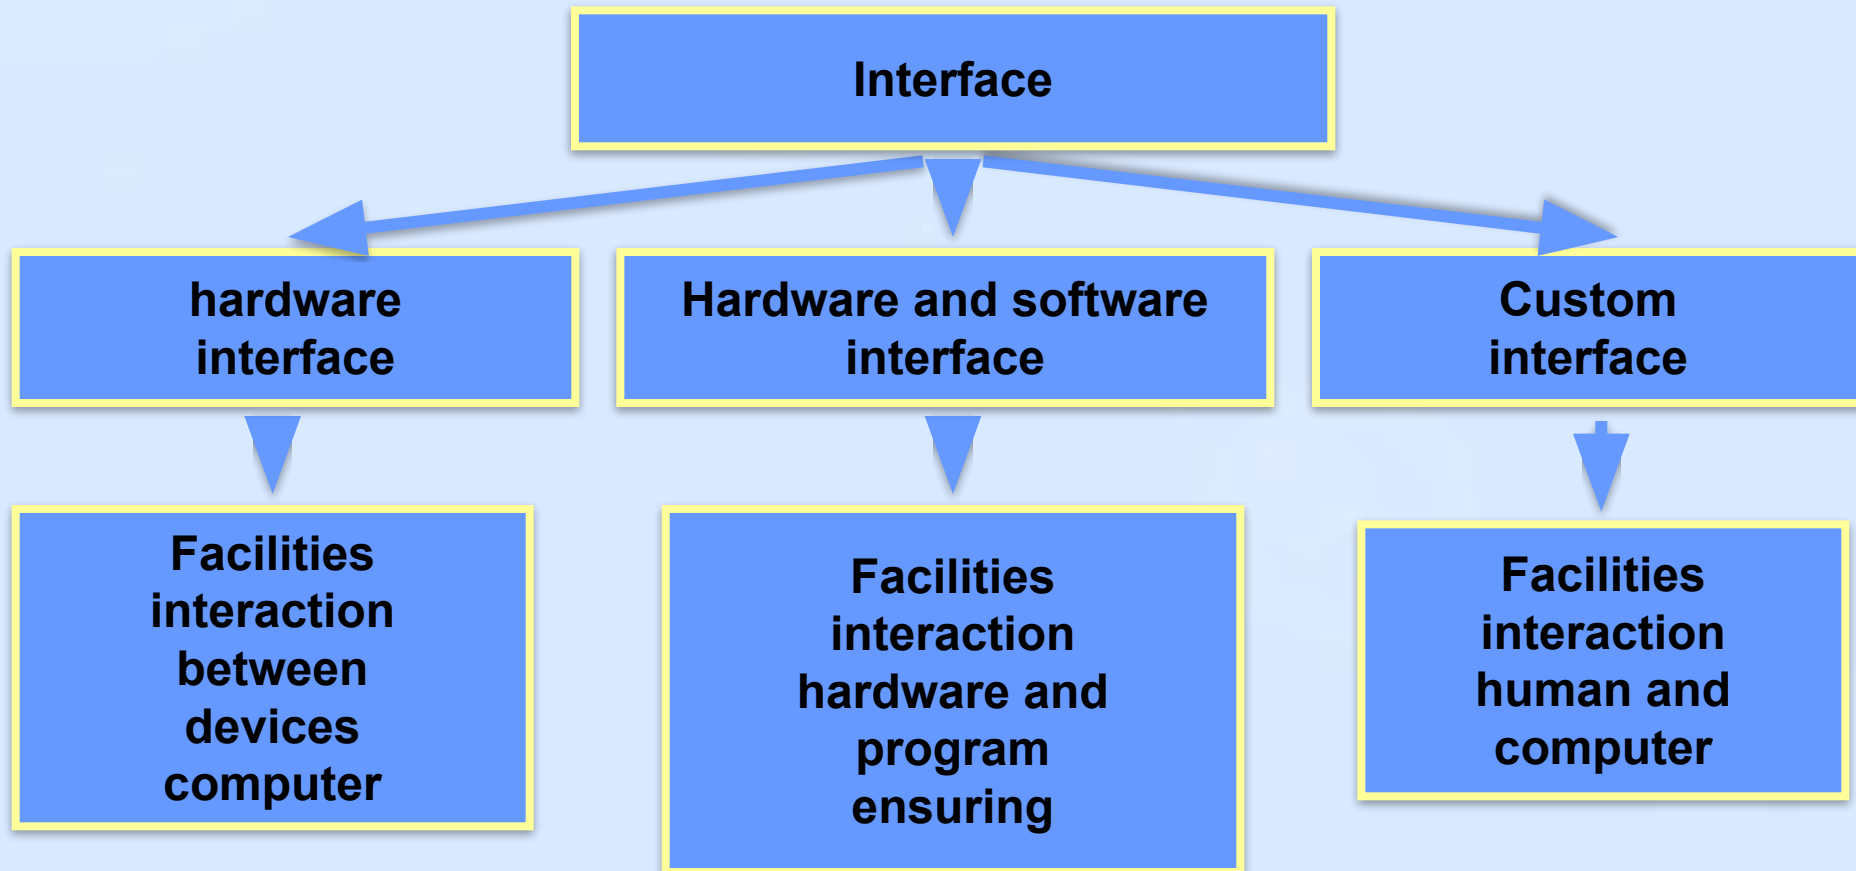 Interface
hardware
interface
Hardware and software
interface
Custom
interface
Facilities
interaction
between
devices
computer
Facilities
interaction
hardware and
program
ensuring
Facilities
interaction
human and
computer